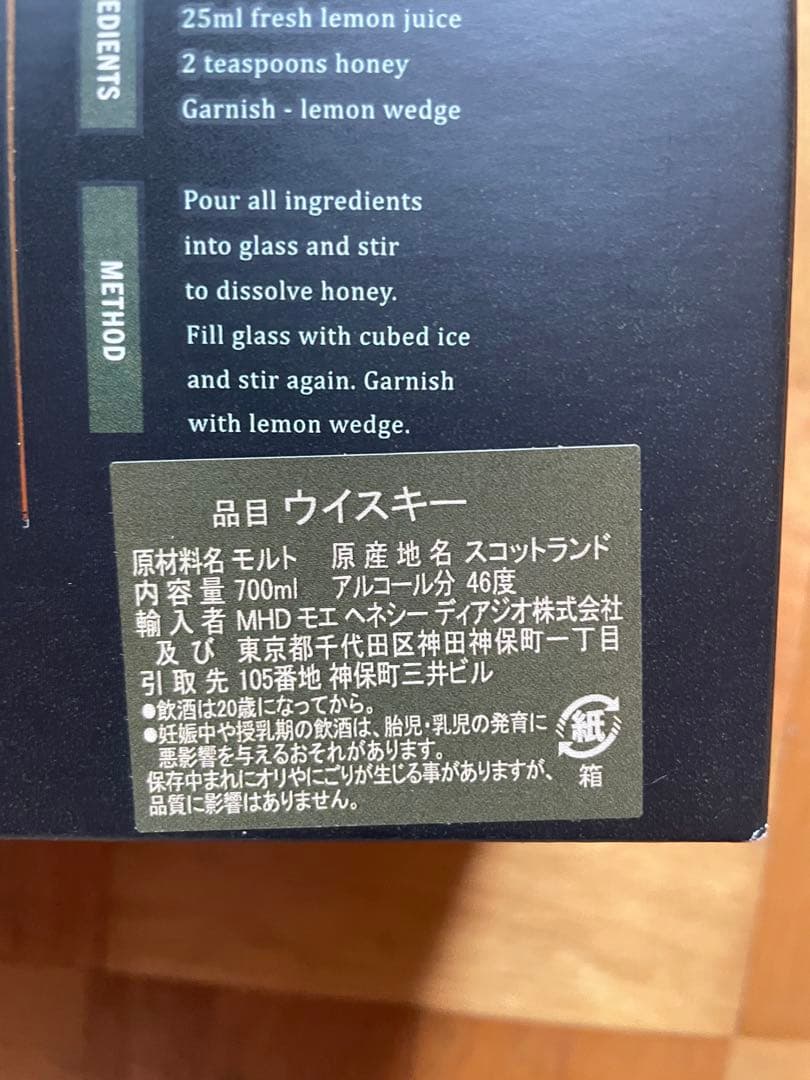 EDIENTS
25ml fresh lemon juice
2 teaspoons honey
Garnish - lemon wedge
METHOD
Pour all ingredients
into glass and stir
to dissolve honey.
Fill glass with cubed ice
and stir again. Garnish
with lemon wedge.
品目 ウイスキー
原材料名 モルト 原産地名 スコットランド
内容量 700ml アルコール分 46度
輸入者 MHD モエ ヘネシー ディアジオ株式会社
及び 東京都千代田区神田神保町一丁目
引取先 105番地 神保町三井ビル
●飲酒は20歳になってから。
●妊娠中や授乳期の飲酒は、胎児・乳児の発育に
悪影響を与えるおそれがあります。
保存中まれにオリやにごりが生じる事がありますが、
品質に影響はありません。
紙
箱